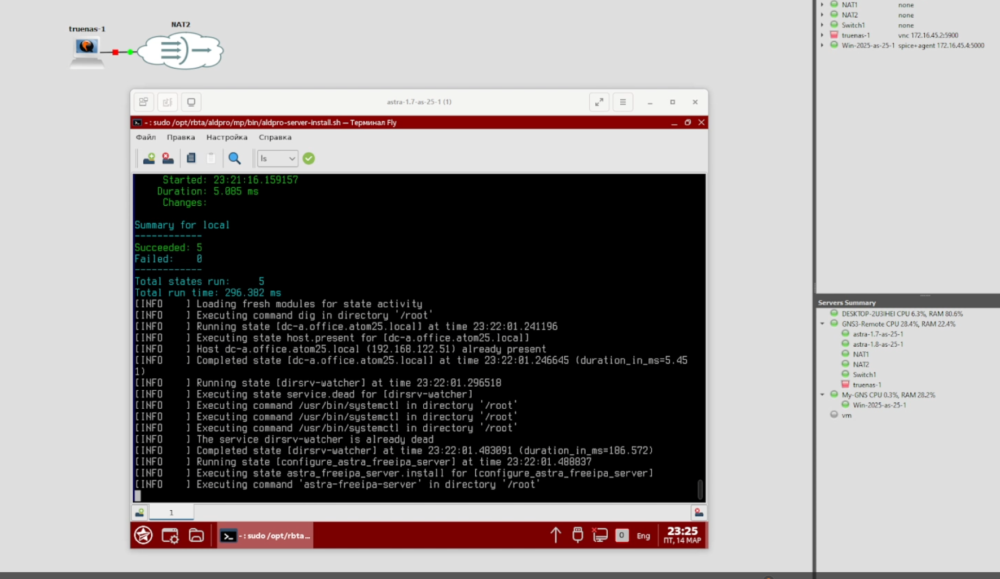 truenas-1
NAT2
astra-1.7-as-25-1 (1)
- : sudo /opt/rbta/aldpro/mp/bin/aldpro-server-install.sh — Терминал Fly
Файл Правка Настройка Справка
ls
Started: 23:21:16.159157
Duration: 5.085 ms
Changes:
Summary for local
------------
Succeeded: 5
Failed: 0
------------
Total states run: 5
Total run time: 296.382 ms
[INFO ] Loading fresh modules for state activity
[INFO ] Executing command dig in directory '/root'
[INFO ] Running state [dc-a.office.atom25.local] at time 23:22:01.241196
[INFO ] Executing state host.present for [dc-a.office.atom25.local]
[INFO ] Host dc-a.office.atom25.local (192.168.122.51) already present
[INFO ] Completed state [dc-a.office.atom25.local] at time 23:22:01.246645 (duration_in_ms=5.45
1)
[INFO ] Running state [dirsrv-watcher] at time 23:22:01.296518
[INFO ] Executing state service.dead for [dirsrv-watcher]
[INFO ] Executing command /usr/bin/systemctl in directory '/root'
[INFO ] Executing command /usr/bin/systemctl in directory '/root'
[INFO ] Executing command /usr/bin/systemctl in directory '/root'
[INFO ] The service dirsrv-watcher is already dead
[INFO ] Completed state [dirsrv-watcher] at time 23:22:01.483091 (duration_in_ms=186.572)
[INFO ] Running state [configure_astra_freeipa_server] at time 23:22:01.488837
[INFO ] Executing state astra_freeipa_server.install for [configure_astra_freeipa_server]
[INFO ] Executing command 'astra-freeipa-server' in directory '/root'
1
- : sudo /opt/rbta...
0
Eng
23:25
ПТ, 14 МАР
NAT1 none
NAT2 none
Switch1 none
truenas-1 vnc 172.16.45.2:5900
Win-2025-as-25-1 spice+agent 172.16.45.4:5000
Servers Summary
DESKTOP-2U3IHEI CPU 6.3%, RAM 80.6%
GNS3-Remote CPU 28.4%, RAM 22.4%
astra-1.7-as-25-1
astra-1.8-as-25-1
NAT1
NAT2
Switch1
truenas-1
My-GNS CPU 0.3%, RAM 28.2%
Win-2025-as-25-1
vm